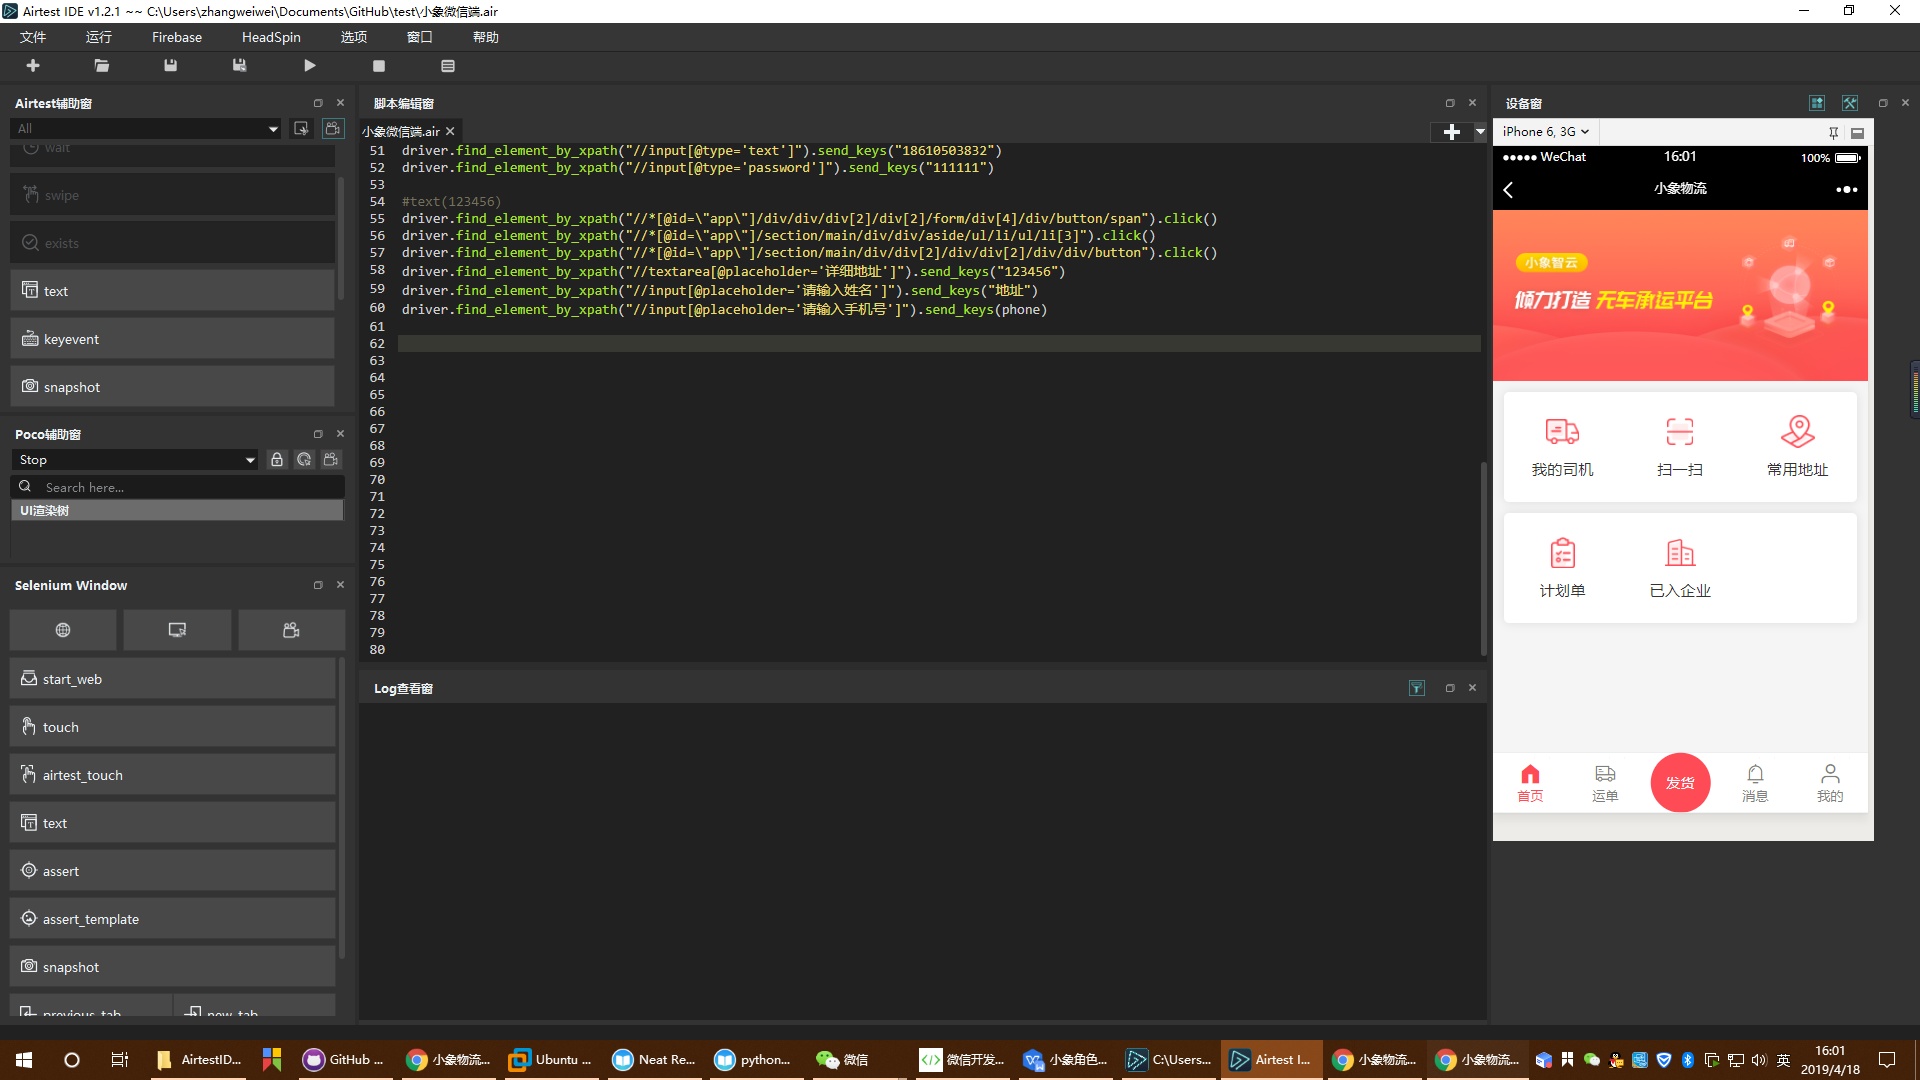 Airtest IDE v1.2.1 ~~ C:\Users\zhangweiwei\Documents\GitHub\test\小象微信端.air
文件 运行 Firebase HeadSpin 选项 窗口 帮助
Airtest辅助窗
All
wait
swipe
exists
text
keyevent
snapshot
Poco辅助窗
Stop
Search here...
UI渲染树
Selenium Window
start_web
touch
airtest_touch
text
assert
assert_template
snapshot
previous_tab new_tab
脚本编辑窗
小象微信端.air
51 driver.find_element_by_xpath("//input[@type='text']").send_keys("18610503832")
52 driver.find_element_by_xpath("//input[@type='password']").send_keys("111111")
53
54 #text(123456)
55 driver.find_element_by_xpath("//*[@id=\"app\"]/div/div/div[2]/div[2]/form/div[4]/div/button/span").click()
56 driver.find_element_by_xpath("//*[@id=\"app\"]/section/main/div/div/aside/ul/li/ul/li[3]").click()
57 driver.find_element_by_xpath("//*[@id=\"app\"]/section/main/div/div[2]/div/div[2]/div/div/button").click()
58 driver.find_element_by_xpath("//textarea[@placeholder='详细地址']").send_keys("123456")
59 driver.find_element_by_xpath("//input[@placeholder='请输入姓名']").send_keys("地址")
60 driver.find_element_by_xpath("//input[@placeholder='请输入手机号']").send_keys(phone)
61
62
63
64
65
66
67
68
69
70
71
72
73
74
75
76
77
78
79
80
Log查看窗
设备窗
iPhone 6, 3G
WeChat 16:01 100%
小象物流
小象智云
倾力打造 无车承运平台
我的司机 扫一扫 常用地址
计划单 已入企业
首页 运单 发货 消息 我的
AirtestID... GitHub ... 小象物流... Ubuntu ... Neat Re... python... 微信 微信开发... 小象角色... C:\Users... Airtest I... 小象物流... 小象物流... 英 16:01
2019/4/18